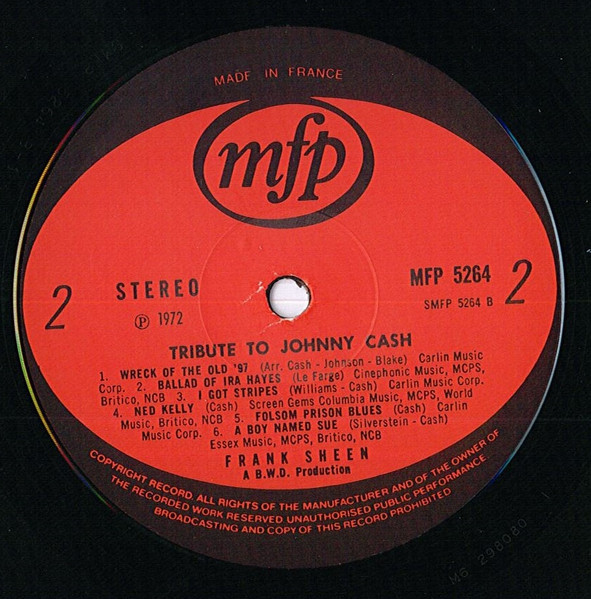 MADE IN FRANCE
mfp
2
STEREO
℗ 1972
MFP 5264
SMFP 5264 B
2
TRIBUTE TO JOHNNY CASH
1. WRECK OF THE OLD '97 (Arr. Cash - Johnson - Blake) Carlin Music
Corp. 2. BALLAD OF IRA HAYES (Le Farge) Cinephonic Music, MCPS,
Britico, NCB 3. I GOT STRIPES (Williams - Cash) Carlin Music Corp.
4. NED KELLY (Cash) Screen Gems Columbia Music, MCPS, World
Music, Britico, NCB 5. FOLSOM PRISON BLUES (Cash) Carlin
Music Corp. 6. A BOY NAMED SUE (Silverstein - Cash)
Essex Music, MCPS, Britico, NCB
FRANK SHEEN
A B.W.D. Production
COPYRIGHT RECORD. ALL RIGHTS OF THE MANUFACTURER AND OF THE OWNER OF
THE RECORDED WORK RESERVED UNAUTHORISED PUBLIC PERFORMANCE
BROADCASTING AND COPY OF THIS RECORD PROHIBITED
M6 298080